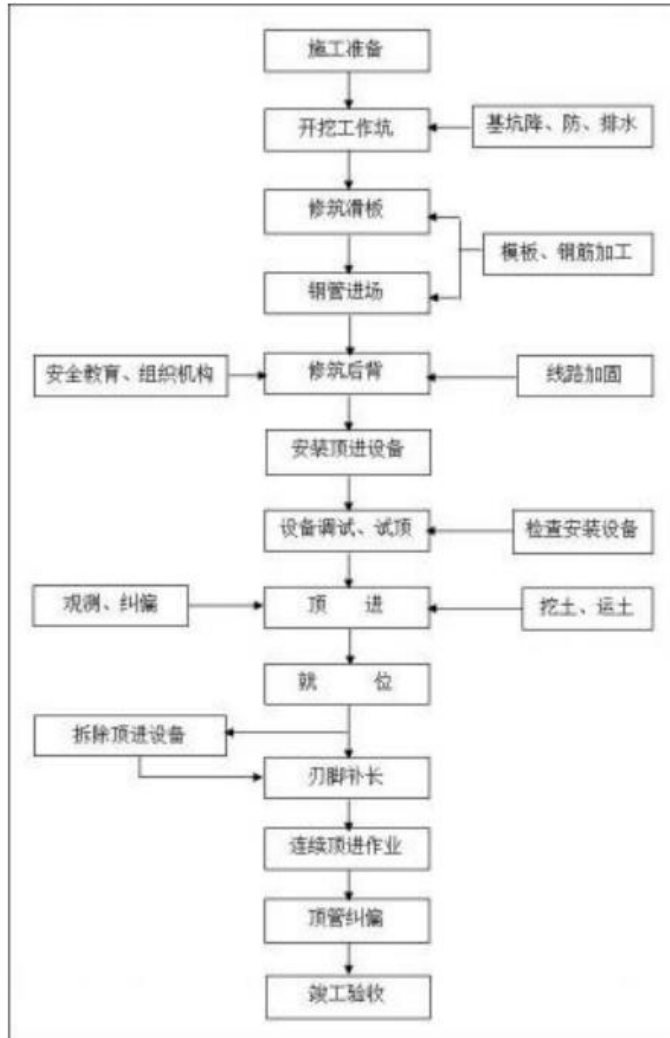 施工准备
开挖工作坑
基坑降、防、排水
修筑滑板
模板、钢筋加工
钢管进场
安全教育、组织机构
修筑后背
线路加固
安装顶进设备
设备调试、试顶
检查安装设备
观测、纠偏
顶 进
挖土、运土
就 位
拆除顶进设备
刃脚补长
连续顶进作业
顶管纠偏
竣工验收